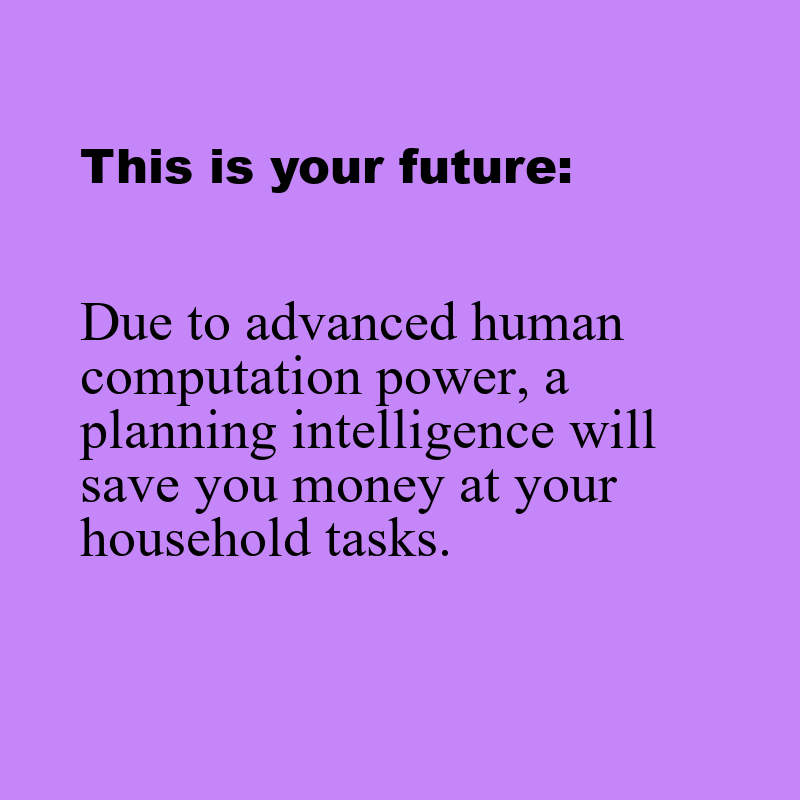 This is your future:
Due to advanced human
computation power, a
planning intelligence will
save you money at your
household tasks.